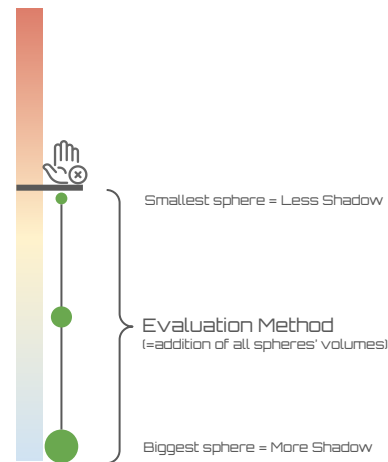 Smallest sphere = Less Shadow
Evaluation Method
(=addition of all spheres' volumes)
Biggest sphere = More Shadow